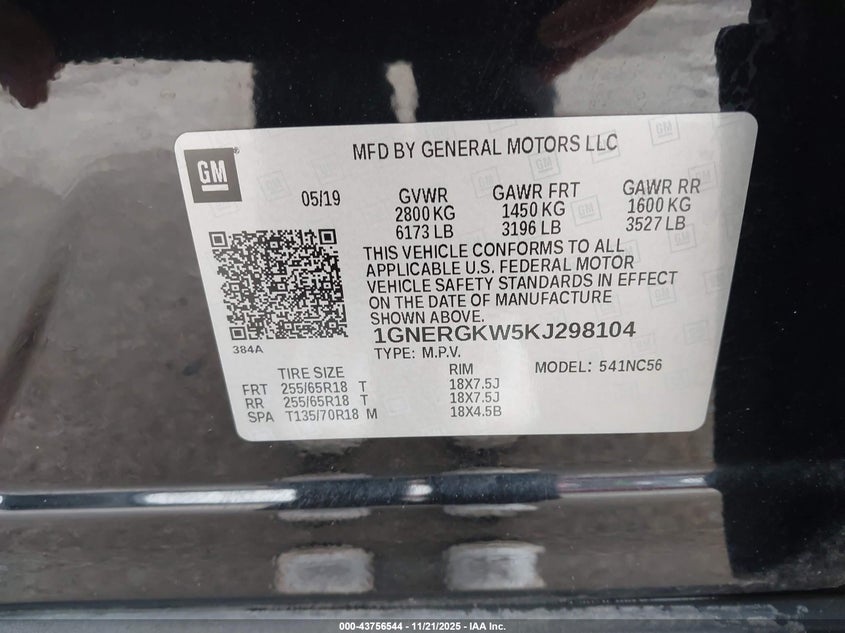 MFD BY GENERAL MOTORS LLC
GM
05/19
GVWR GAWR FRT GAWR RR
2800 KG 1450 KG 1600 KG
6173 LB 3196 LB 3527 LB
THIS VEHICLE CONFORMS TO ALL
APPLICABLE U.S. FEDERAL MOTOR
VEHICLE SAFETY STANDARDS IN EFFECT
ON THE DATE OF MANUFACTURE
SHOWN ABOVE.
1GNERGKW5KJ298104
384A
TYPE: M.P.V. MODEL: 541NC56
TIRE SIZE RIM
FRT 255/65R18 T 18X7.5J
RR 255/65R18 T 18X7.5J
SPA T135/70R18 M 18X4.5B
000-43756544 - 11/21/2025 - IAA Inc.